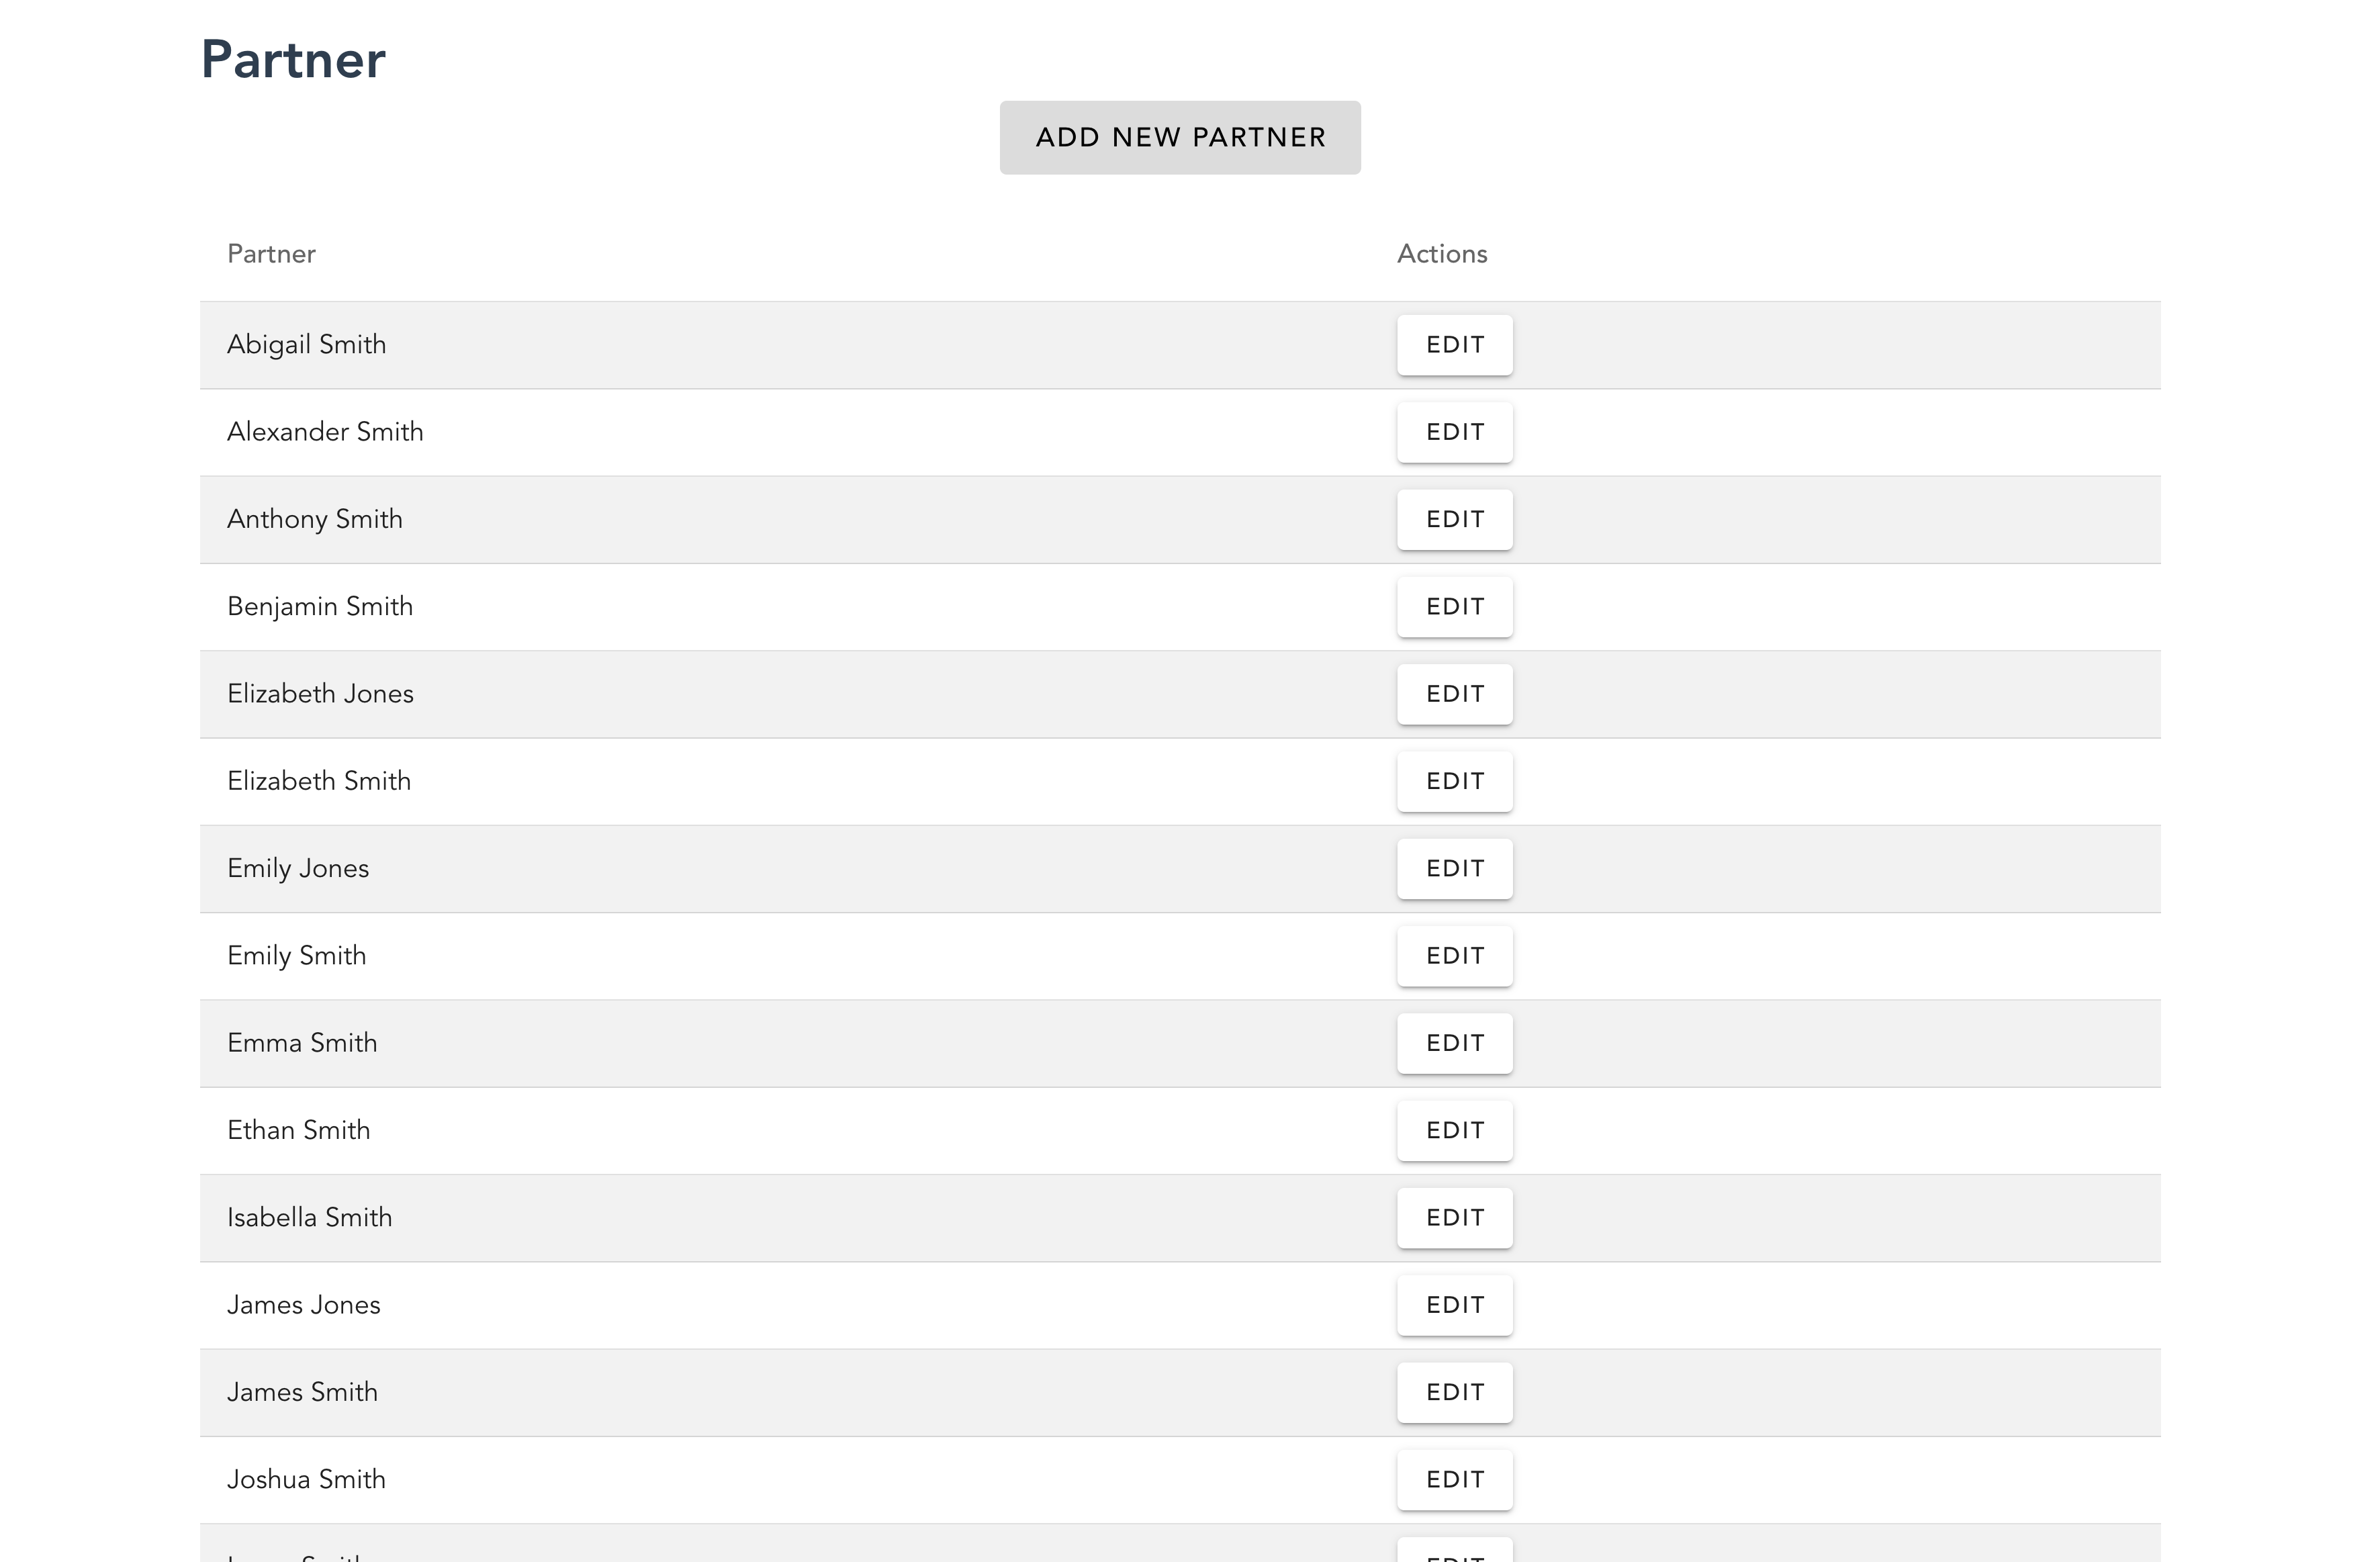 Partner
ADD NEW PARTNER
Partner Actions
Abigail Smith EDIT
Alexander Smith EDIT
Anthony Smith EDIT
Benjamin Smith EDIT
Elizabeth Jones EDIT
Elizabeth Smith EDIT
Emily Jones EDIT
Emily Smith EDIT
Emma Smith EDIT
Ethan Smith EDIT
Isabella Smith EDIT
James Jones EDIT
James Smith EDIT
Joshua Smith EDIT
Smith EDIT